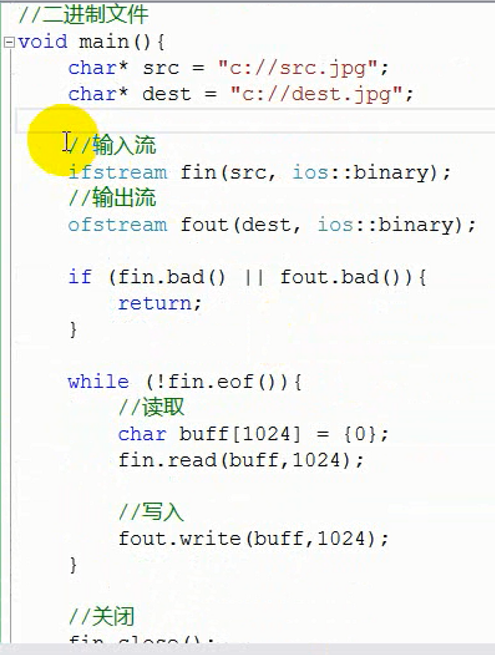 //二进制文件
void main(){
char* src = "c://src.jpg";
char* dest = "c://dest.jpg";
//输入流
ifstream fin(src, ios::binary);
//输出流
ofstream fout(dest, ios::binary);
if (fin.bad() || fout.bad()){
return;
}
while (!fin.eof()){
//读取
char buff[1024] = {0};
fin.read(buff,1024);
//写入
fout.write(buff,1024);
}
//关闭
fin.close();